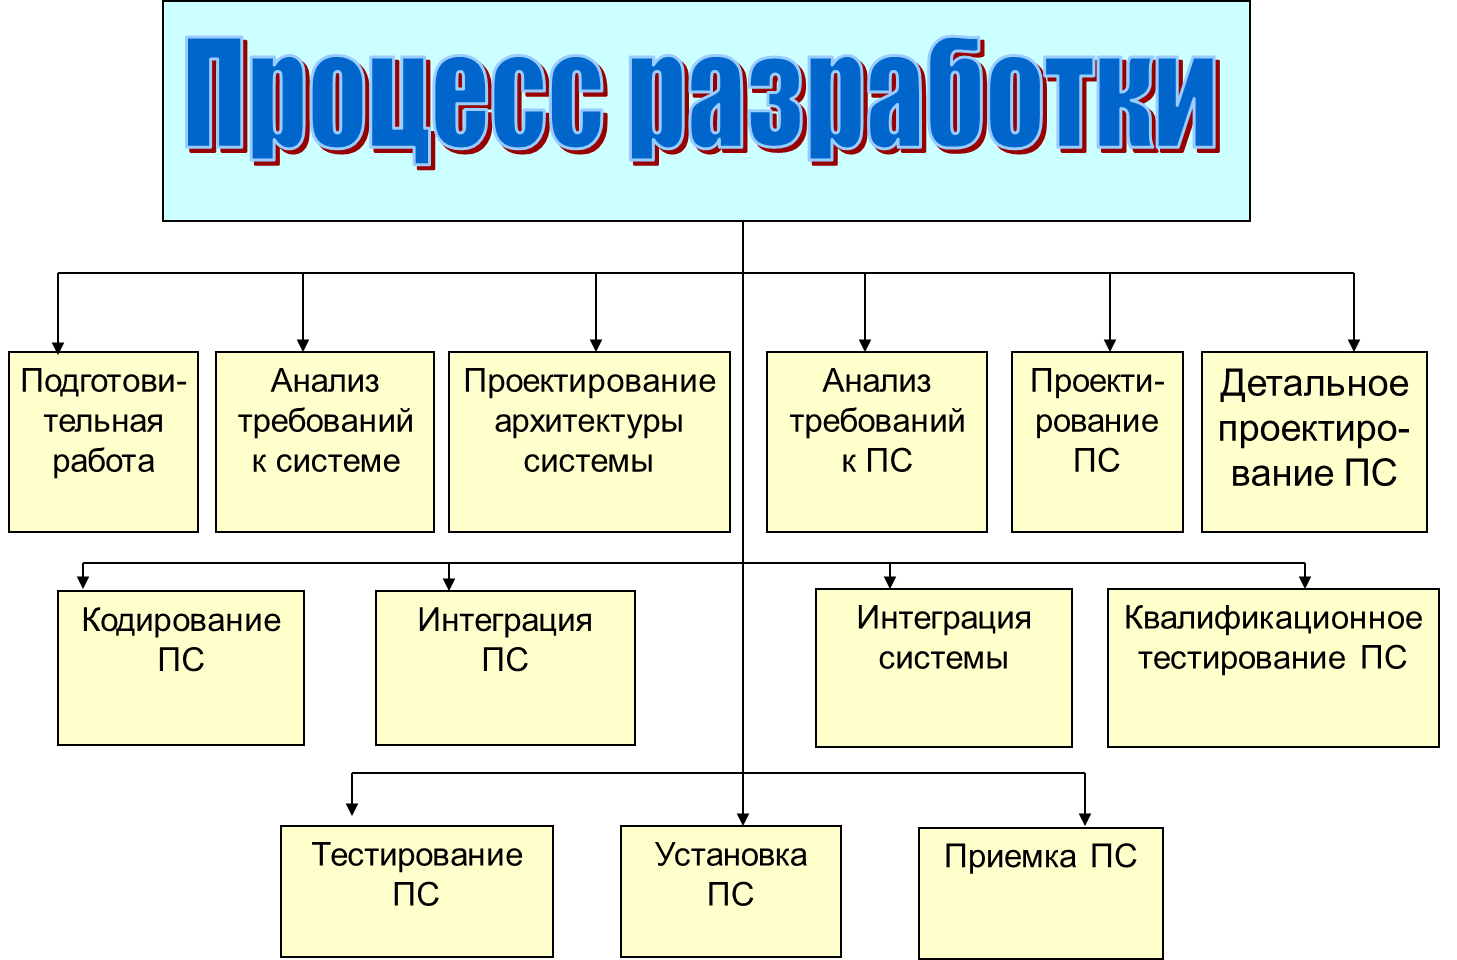 Процесс разработки
Подготови-
тельная
работа
Анализ
требований
к системе
Проектирование
архитектуры
системы
Анализ
требований
к ПС
Проекти-
рование
ПС
Детальное
проектиро-
вание ПС
Кодирование
ПС
Интеграция
ПС
Интеграция
системы
Квалификационное
тестирование ПС
Тестирование
ПС
Установка
ПС
Приемка ПС